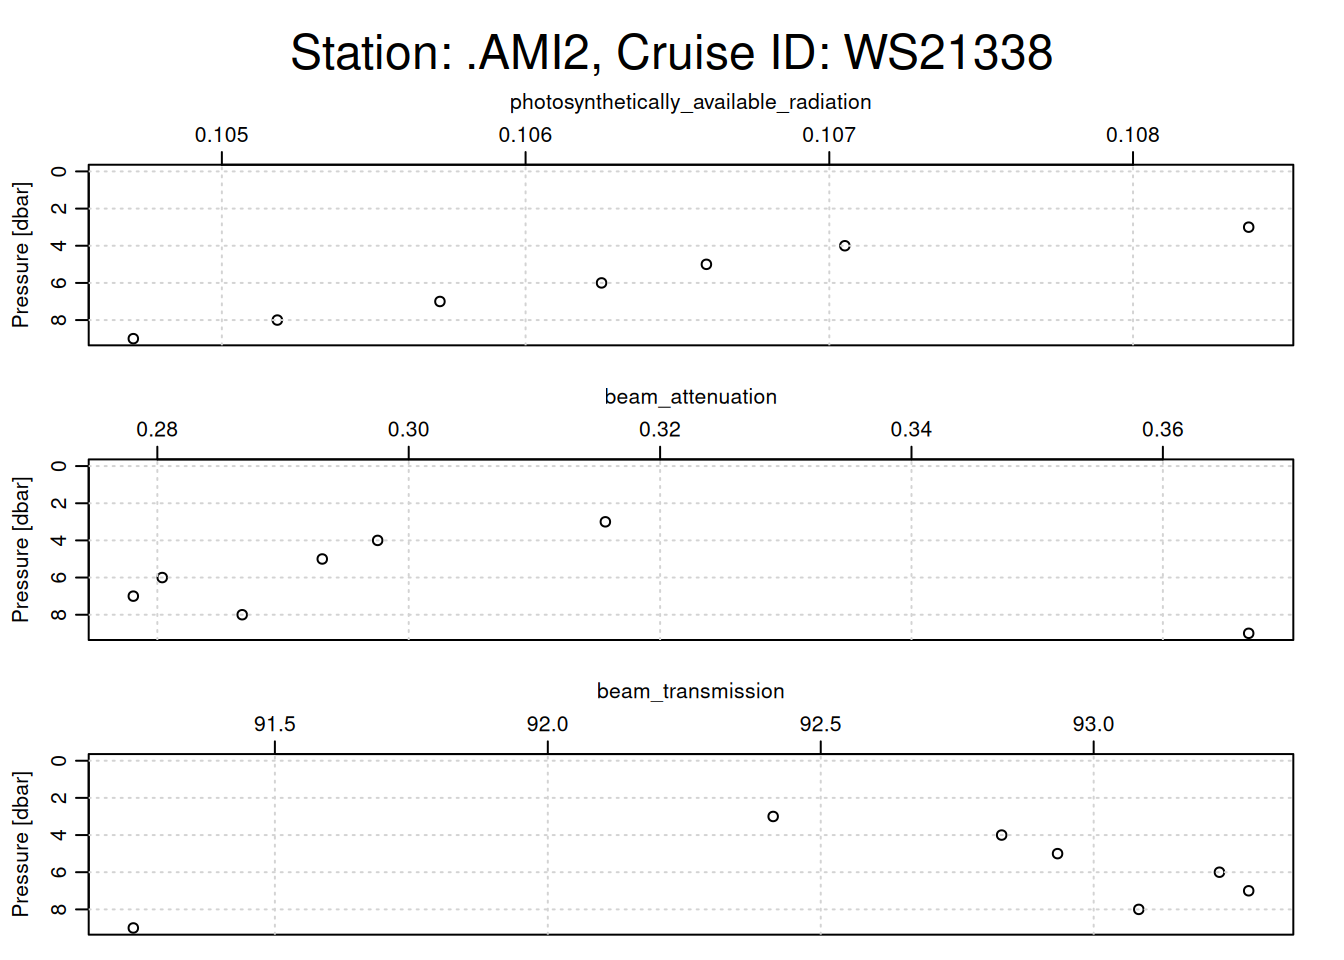 Station: .AMI2, Cruise ID: WS21338
photosynthetically_available_radiation
0.105 0.106 0.107 0.108
Pressure [dbar]
0
2
4
6
8
beam_attenuation
0.28 0.30 0.32 0.34 0.36
Pressure [dbar]
0
2
4
6
8
beam_transmission
91.5 92.0 92.5 93.0
Pressure [dbar]
0
2
4
6
8